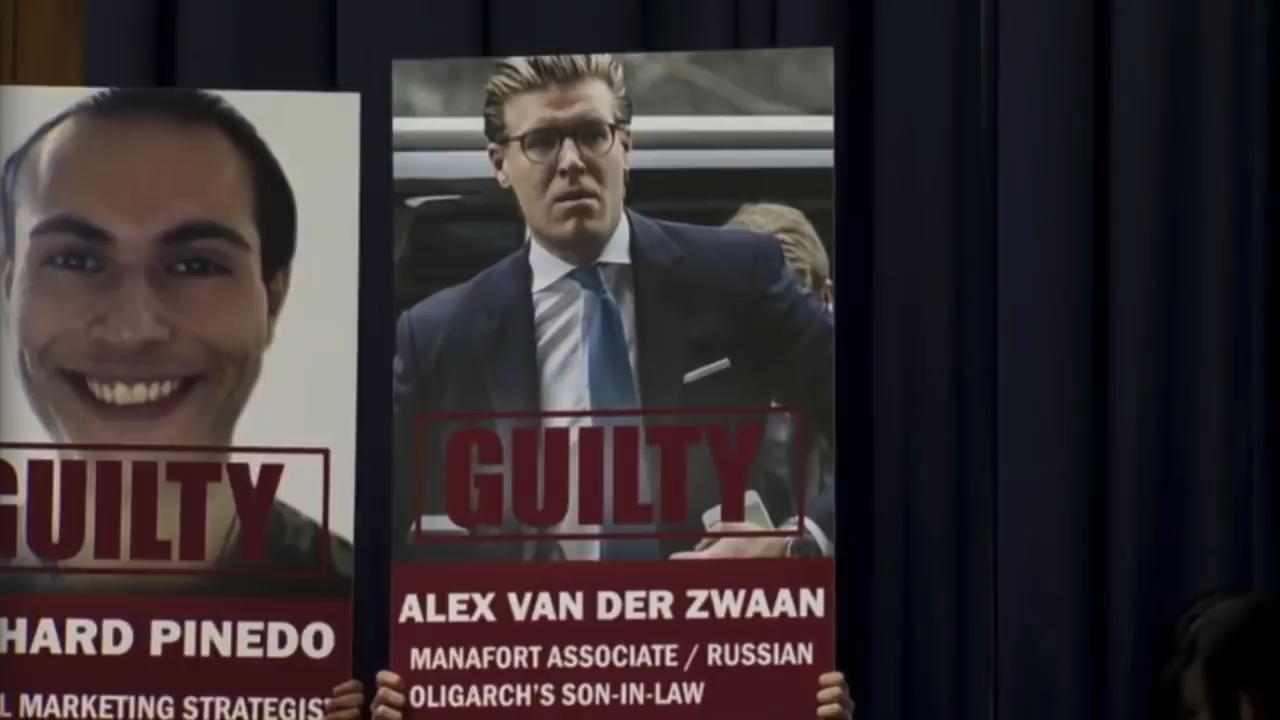 GUILTY
HARD PINEDO
L MARKETING STRATEGIST
GUILTY
ALEX VAN DER ZWAAN
MANAFORT ASSOCIATE / RUSSIAN
OLIGARCH'S SON-IN-LAW